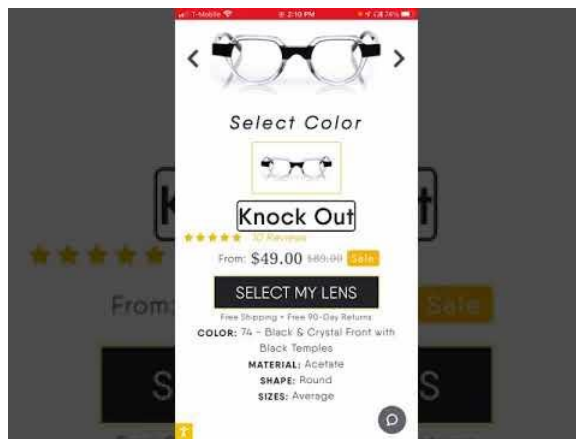 T-Mobile 2:10 PM 74%
Select Color
Knock Out
10 Reviews
From: $49.00 $89.00 Sale
SELECT MY LENS
Free Shipping • Free 90-Day Returns
COLOR: 74 - Black & Crystal Front with
Black Temples
MATERIAL: Acetate
SHAPE: Round
SIZES: Average